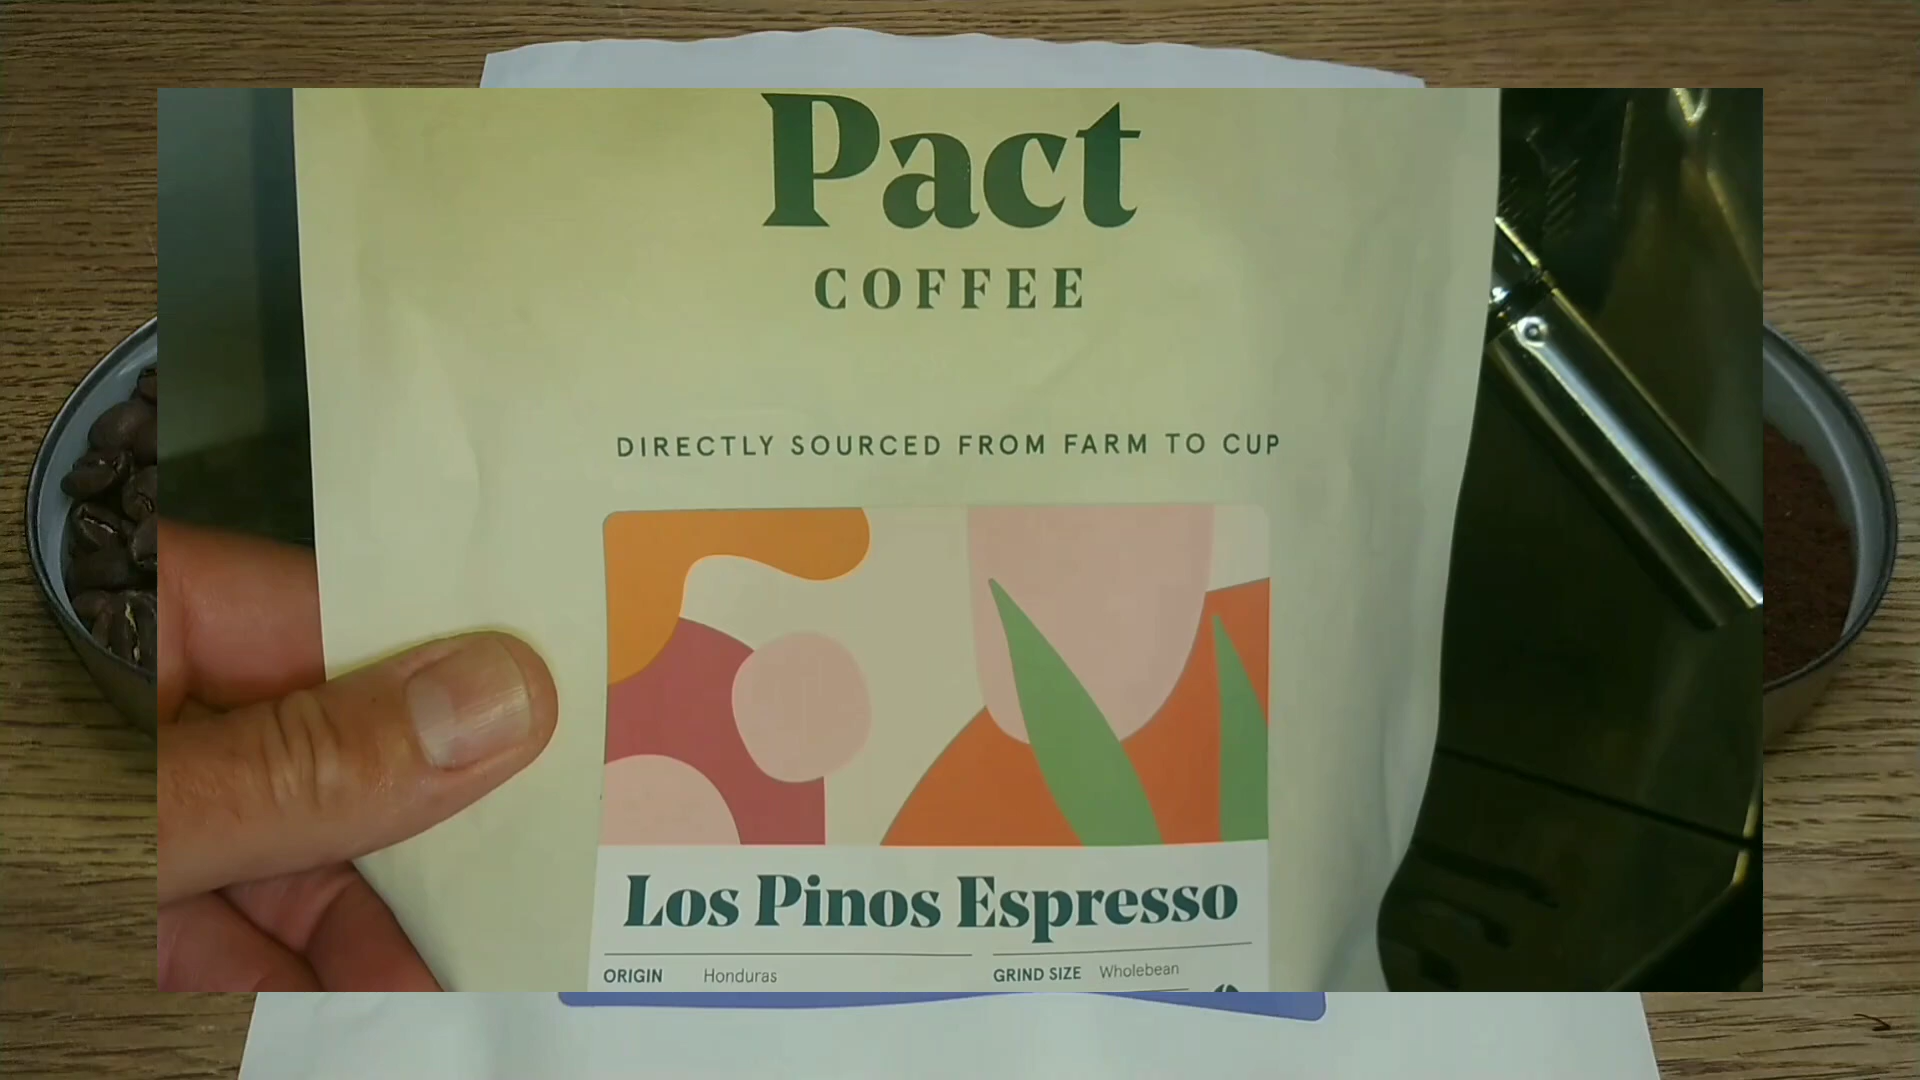 Pact
COFFEE
DIRECTLY SOURCED FROM FARM TO CUP
Los Pinos Espresso
ORIGIN Honduras
GRIND SIZE Wholebean